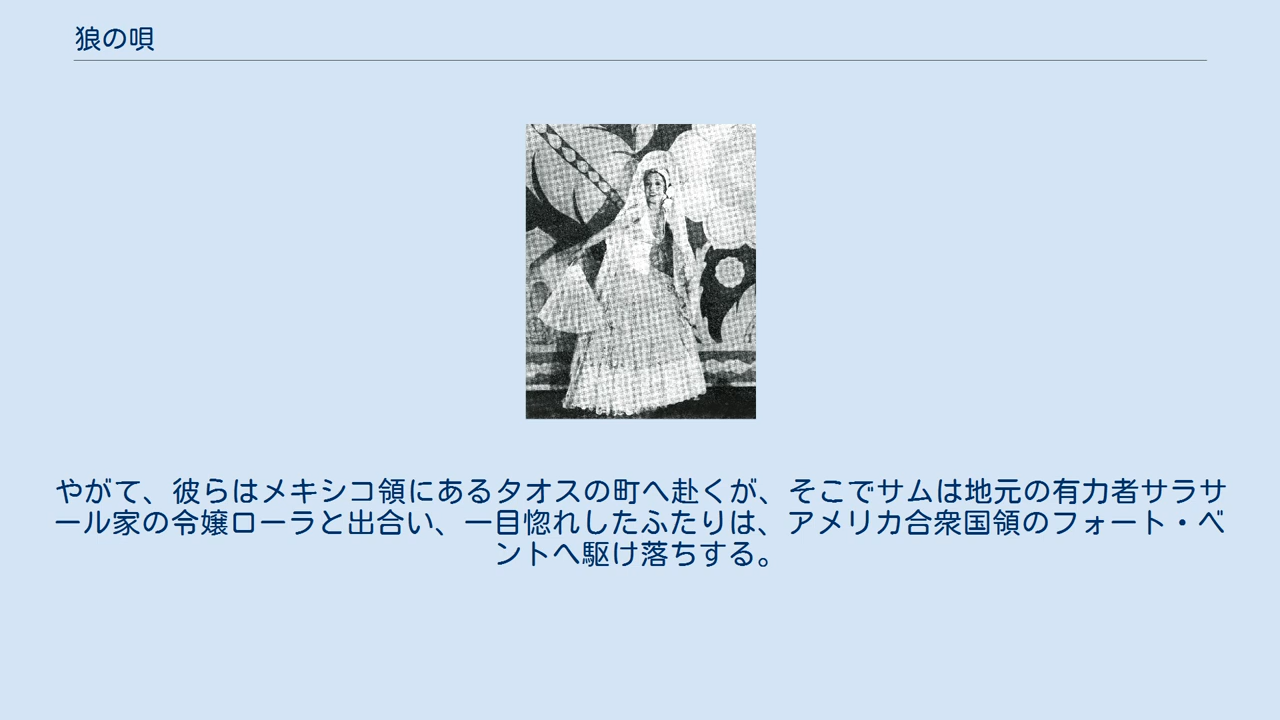 狼の唄
やがて、彼らはメキシコ領にあるタオスの町へ赴くが、そこでサムは地元の有力者サラサ
ール家の令嬢ローラと出合い、一目惚れしたふたりは、アメリカ合衆国領のフォート・ベ
ントへ駆け落ちする。